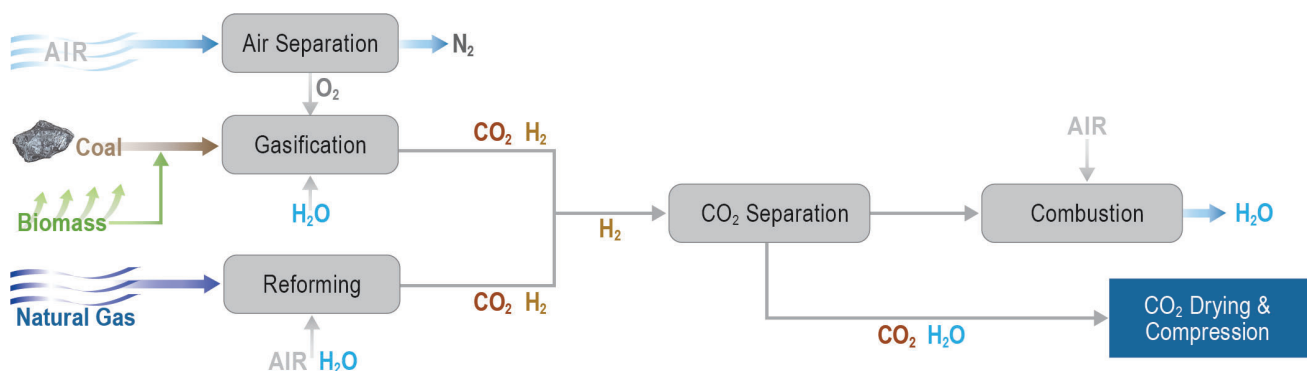 AIR
Air Separation
N₂
O₂
Coal
Gasification
CO₂ H₂
AIR
Biomass
H₂O
CO₂ Separation
Combustion
H₂O
H₂
Natural Gas
Reforming
CO₂ H₂
CO₂ H₂O
CO₂ Drying &
Compression
AIR H₂O